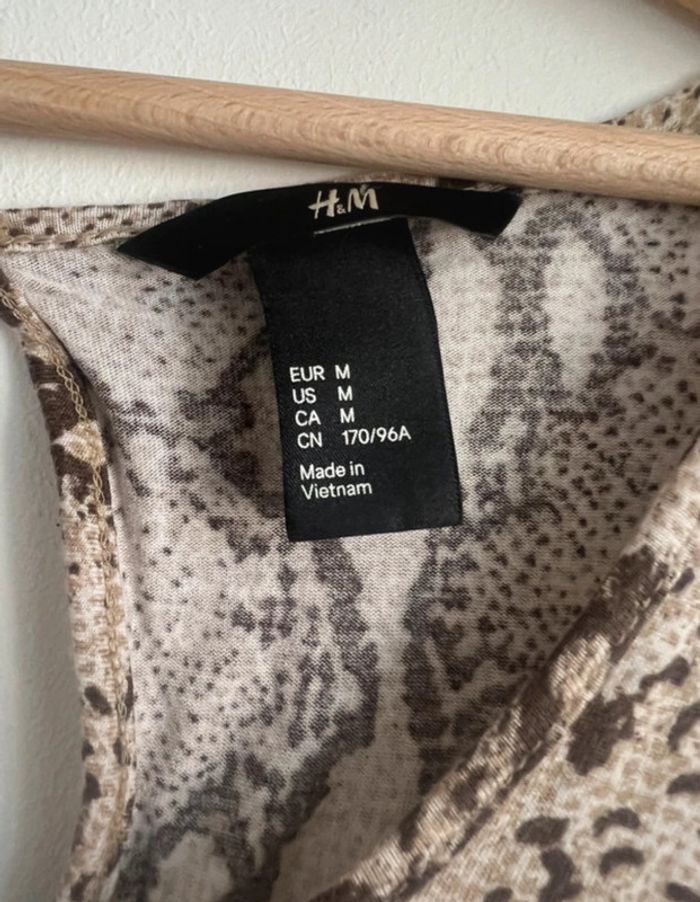 H&M
EUR M
US M
CA M
CN 170/96A
Made in
Vietnam